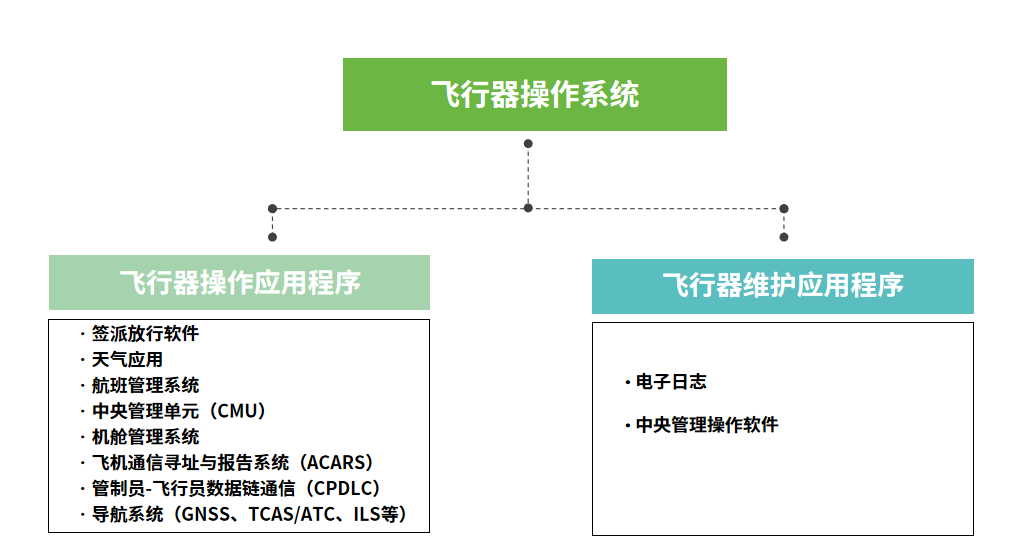 飞行器操作系统
飞行器操作应用程序
· 签派放行软件
· 天气应用
· 航班管理系统
· 中央管理单元（CMU）
· 机舱管理系统
· 飞机通信寻址与报告系统（ACARS）
· 管制员-飞行员数据链通信（CPDLC）
· 导航系统（GNSS、TCAS/ATC、ILS等）
飞行器维护应用程序
· 电子日志
· 中央管理操作软件